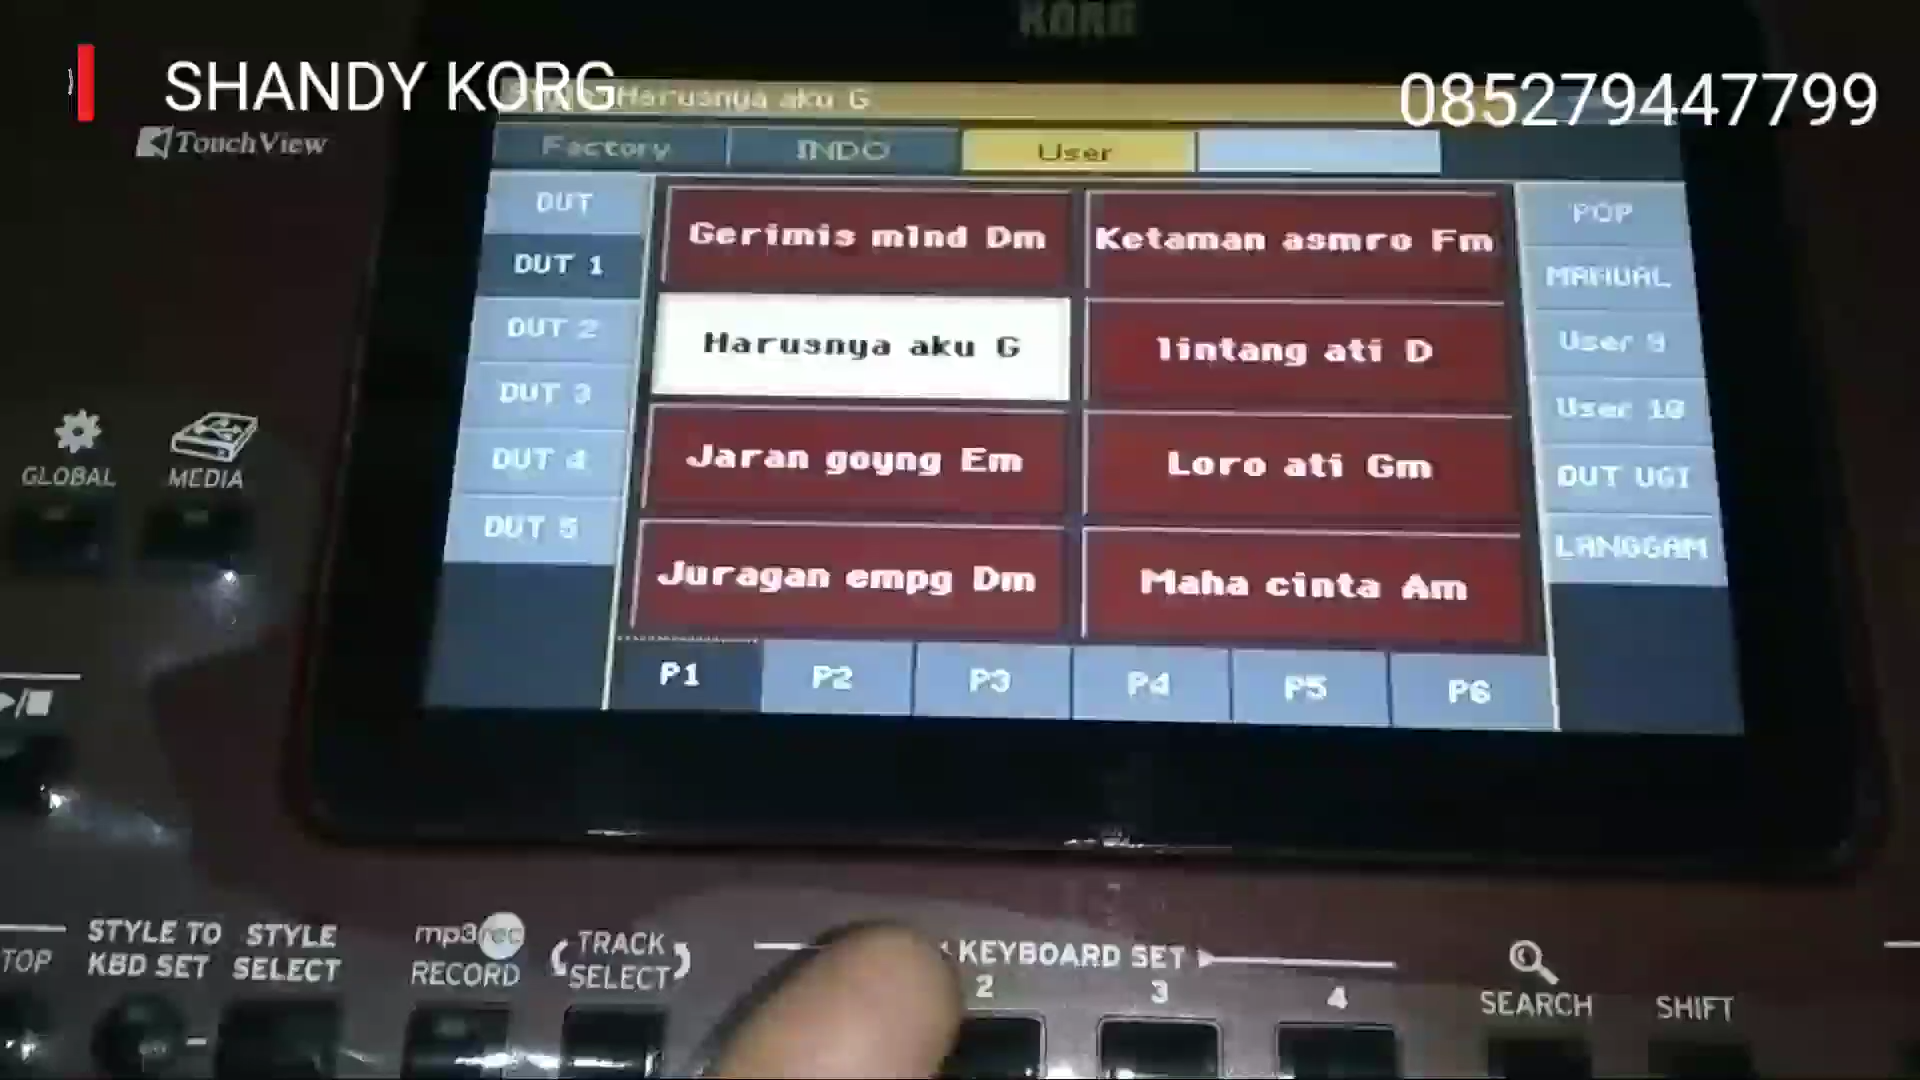 KORG
SHANDY KORG
085279447799
Harusnya aku G
TouchView
Factory
INDO
User
DUT
DUT 1
DUT 2
DUT 3
DUT 4
DUT 5
Gerimis mlnd Dm
Ketaman asmro Fm
Harusnya aku G
lintang ati D
Jaran goyng Em
Loro ati Gm
Juragan empg Dm
Maha cinta Am
POP
MANUAL
User 9
User 10
DUT UGI
LANGGAM
P1
P2
P3
P4
P5
P6
GLOBAL
MEDIA
TOP
STYLE TO
KBD SET
STYLE
SELECT
mp3rec
RECORD
TRACK
SELECT
KEYBOARD SET
2
3
4
SEARCH
SHIFT